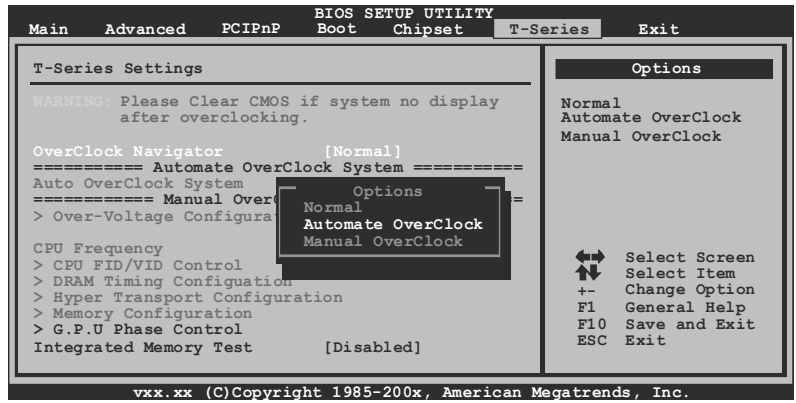 BIOS SETUP UTILITY
Main Advanced PCIPnP Boot Chipset T-Series Exit
T-Series Settings
WARNING: Please Clear CMOS if system no display
after overclocking.
OverClock Navigator [Normal]
=========== Automate OverClock System ===========
Auto OverClock System
============ Manual Over =
> Over-Voltage Configura
CPU Frequency
> CPU FID/VID Control
> DRAM Timing Configuation
> Hyper Transport Configuration
> Memory Configuration
> G.P.U Phase Control
Integrated Memory Test [Disabled]
Options
Normal
Automate OverClock
Manual OverClock
Options
Normal
Automate OverClock
Manual OverClock
Select Screen
Select Item
+- Change Option
F1 General Help
F10 Save and Exit
ESC Exit
vxx.xx (C)Copyright 1985-200x, American Megatrends, Inc.